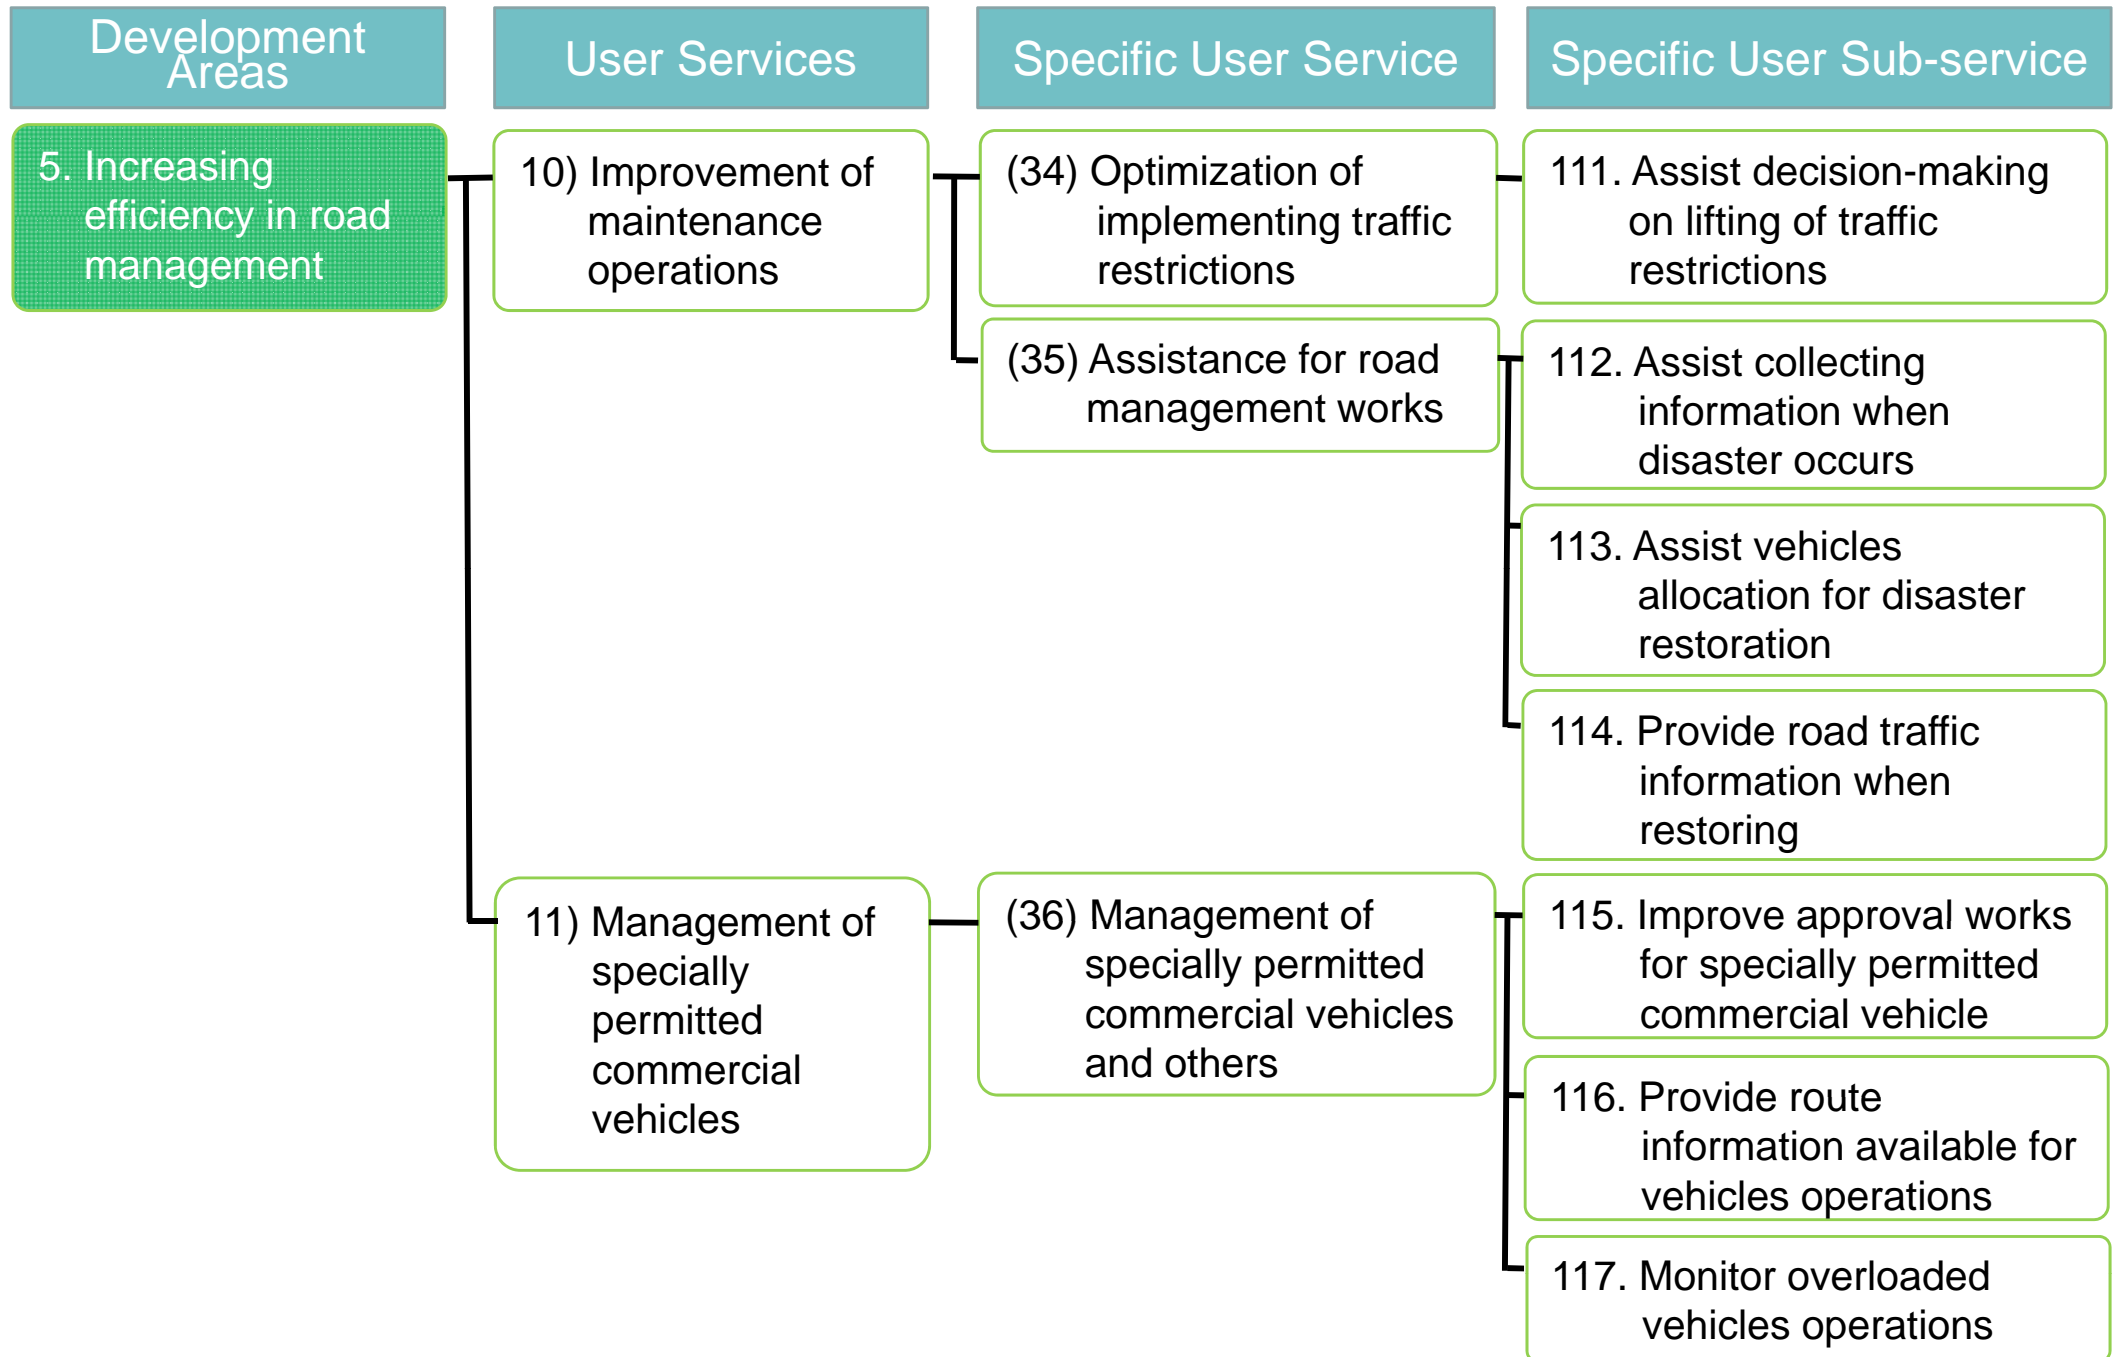 Development
Areas
User Services
Specific User Service
Specific User Sub-service
5. Increasing
efficiency in road
management
10) Improvement of
maintenance
operations
(34) Optimization of
implementing traffic
restrictions
111. Assist decision-making
on lifting of traffic
restrictions
(35) Assistance for road
management works
112. Assist collecting
information when
disaster occurs
113. Assist vehicles
allocation for disaster
restoration
114. Provide road traffic
information when
restoring
11) Management of
specially
permitted
commercial
vehicles
(36) Management of
specially permitted
commercial vehicles
and others
115. Improve approval works
for specially permitted
commercial vehicle
116. Provide route
information available for
vehicles operations
117. Monitor overloaded
vehicles operations